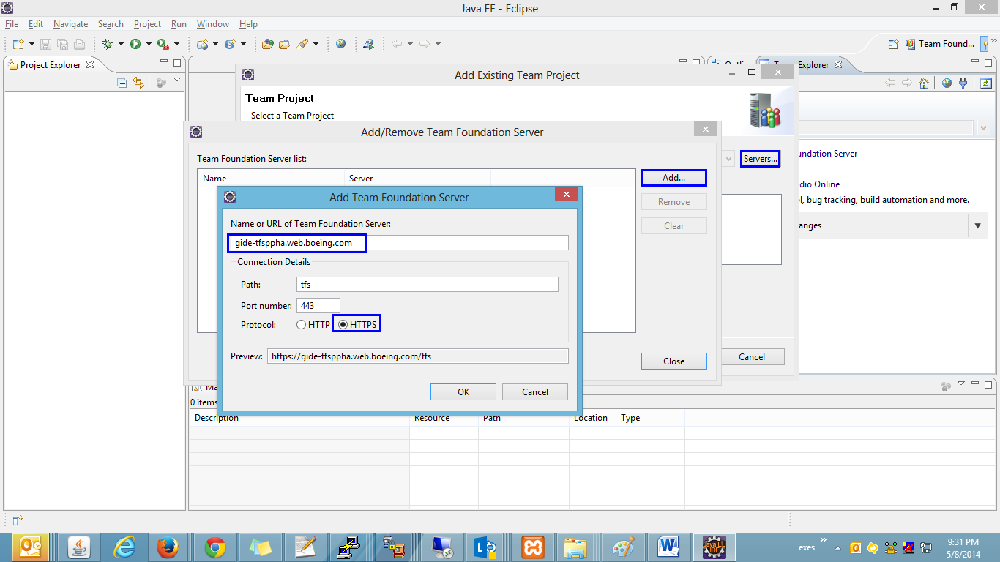 Java EE - Eclipse
File Edit Navigate Search Project Run Window Help
Team Found...
Project Explorer
Explorer
Add Existing Team Project
Team Project
Select a Team Project
Servers...
Add/Remove Team Foundation Server
Team Foundation Server list:
Name Server
Add...
Remove
Clear
Close
Cancel
undation Server
dio Online
l, bug tracking, build automation and more.
anges
Add Team Foundation Server
Name or URL of Team Foundation Server:
gide-tfsppha.web.boeing.com
Connection Details
Path: tfs
Port number: 443
Protocol: HTTP HTTPS
Preview: https://gide-tfsppha.web.boeing.com/tfs
OK Cancel
0 items
Description Resource Path Location Type
Java EE
IDE
exes
9:31 PM
5/8/2014